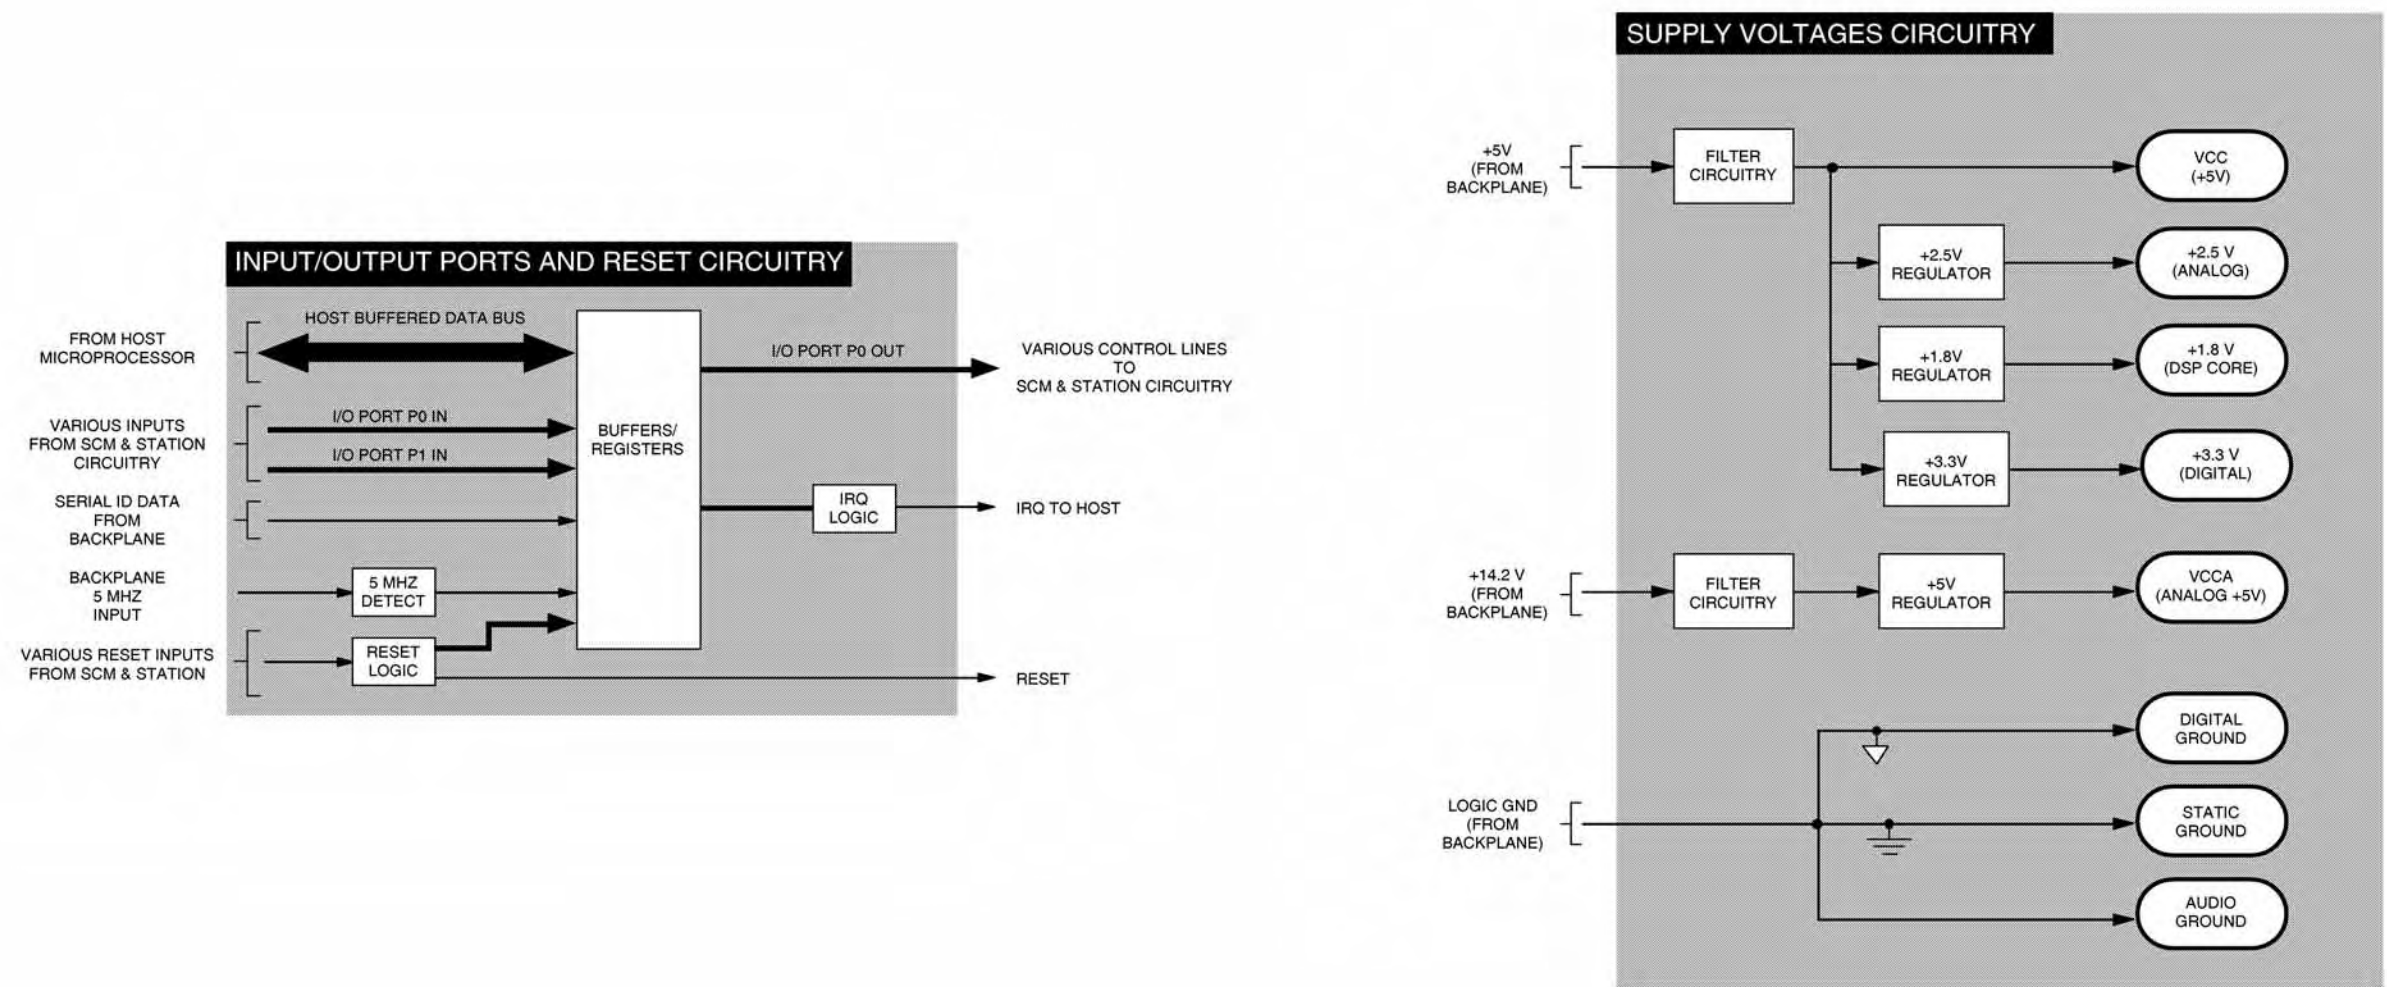 INPUT/OUTPUT PORTS AND RESET CIRCUITRY
FROM HOST
MICROPROCESSOR
HOST BUFFERED DATA BUS
VARIOUS INPUTS
FROM SCM & STATION
CIRCUITRY
I/O PORT P0 IN
I/O PORT P1 IN
SERIAL ID DATA
FROM
BACKPLANE
BACKPLANE
5 MHZ
INPUT
5 MHZ
DETECT
VARIOUS RESET INPUTS
FROM SCM & STATION
RESET
LOGIC
BUFFERS/
REGISTERS
I/O PORT P0 OUT
VARIOUS CONTROL LINES
TO
SCM & STATION CIRCUITRY
IRQ
LOGIC
IRQ TO HOST
RESET
SUPPLY VOLTAGES CIRCUITRY
+5V
(FROM
BACKPLANE)
FILTER
CIRCUITRY
VCC
(+5V)
+2.5V
REGULATOR
+2.5 V
(ANALOG)
+1.8V
REGULATOR
+1.8 V
(DSP CORE)
+3.3V
REGULATOR
+3.3 V
(DIGITAL)
+14.2 V
(FROM
BACKPLANE)
FILTER
CIRCUITRY
+5V
REGULATOR
VCCA
(ANALOG +5V)
LOGIC GND
(FROM
BACKPLANE)
DIGITAL
GROUND
STATIC
GROUND
AUDIO
GROUND